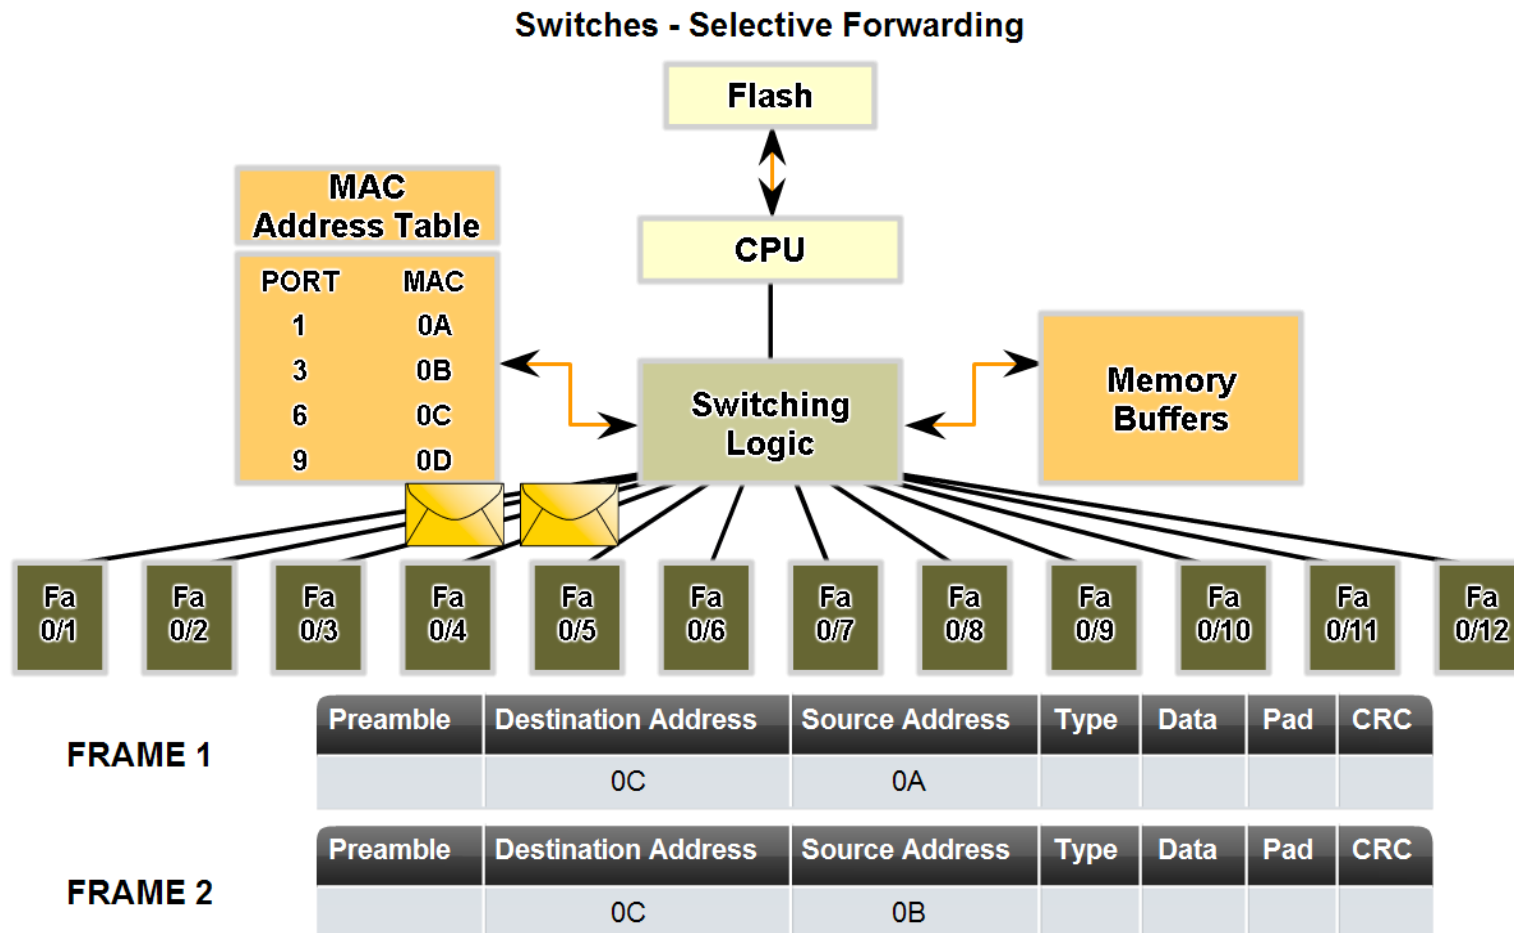 Switches - Selective Forwarding
Flash
MAC
Address Table
CPU
PORT MAC
1 0A
3 0B
6 0C
9 0D
Switching
Logic
Memory
Buffers
Fa
0/1
Fa
0/2
Fa
0/3
Fa
0/4
Fa
0/5
Fa
0/6
Fa
0/7
Fa
0/8
Fa
0/9
Fa
0/10
Fa
0/11
Fa
0/12
FRAME 1
Preamble Destination Address Source Address Type Data Pad CRC
0C 0A
FRAME 2
Preamble Destination Address Source Address Type Data Pad CRC
0C 0B